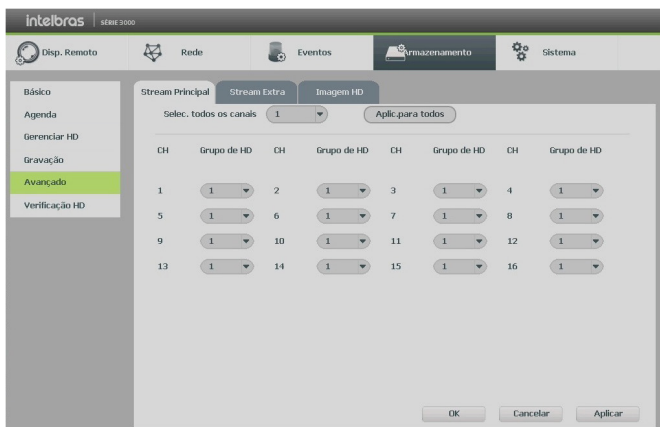 intelbras SÉRIE 3000
Disp. Remoto Rede Eventos Armazenamento Sistema
Básico
Agenda
Gerenciar HD
Gravação
Avançado
Verificação HD
Stream Principal Stream Extra Imagem HD
Selec. todos os canais 1 Aplic.para todos
CH Grupo de HD CH Grupo de HD CH Grupo de HD CH Grupo de HD
1 1 2 1 3 1 4 1
5 1 6 1 7 1 8 1
9 1 10 1 11 1 12 1
13 1 14 1 15 1 16 1
OK Cancelar Aplicar